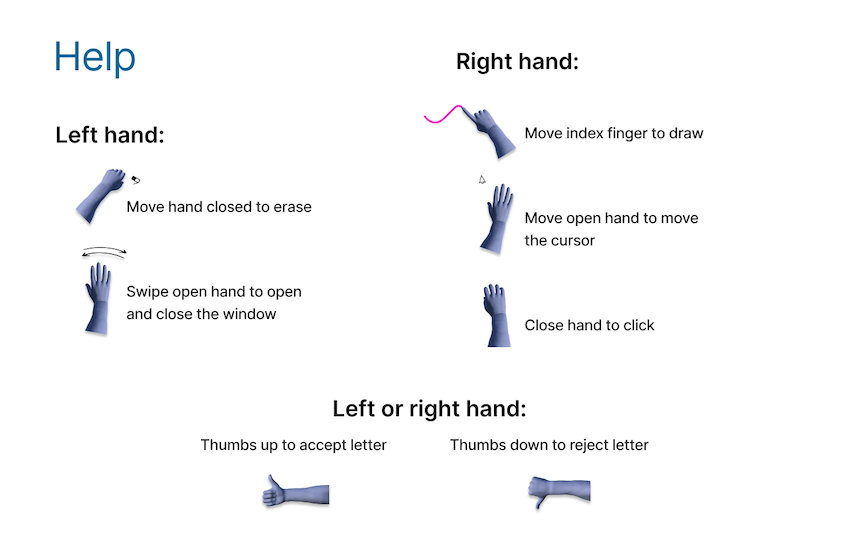 Help
Left hand:
Move hand closed to erase
Swipe open hand to open
and close the window
Right hand:
Move index finger to draw
Move open hand to move
the cursor
Close hand to click
Left or right hand:
Thumbs up to accept letter
Thumbs down to reject letter